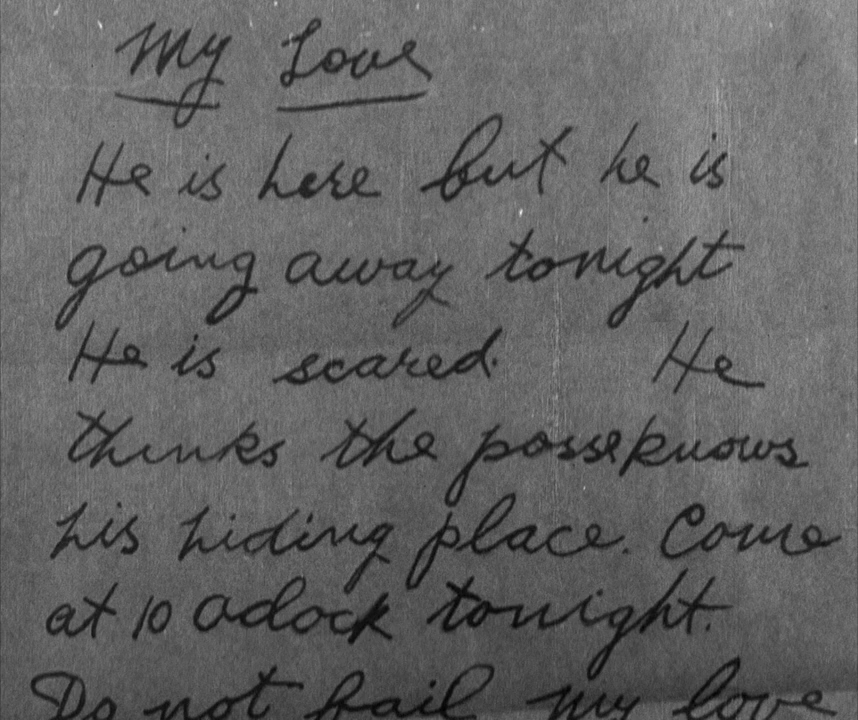 My Love
He is here but he is
going away tonight
He is scared. He
thinks the posse knows
his hiding place. Come
at 10 oclock tonight.
Do not fail my love